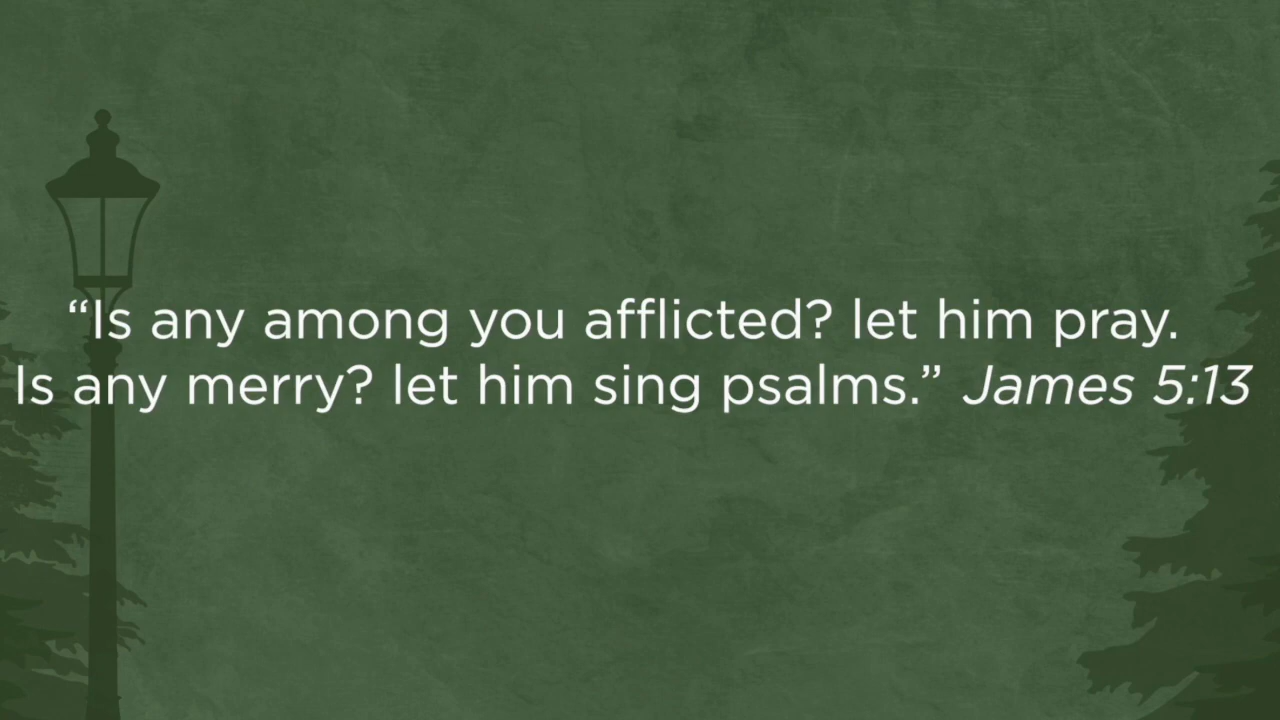 “Is any among you afflicted? let him pray.
Is any merry? let him sing psalms.” James 5:13